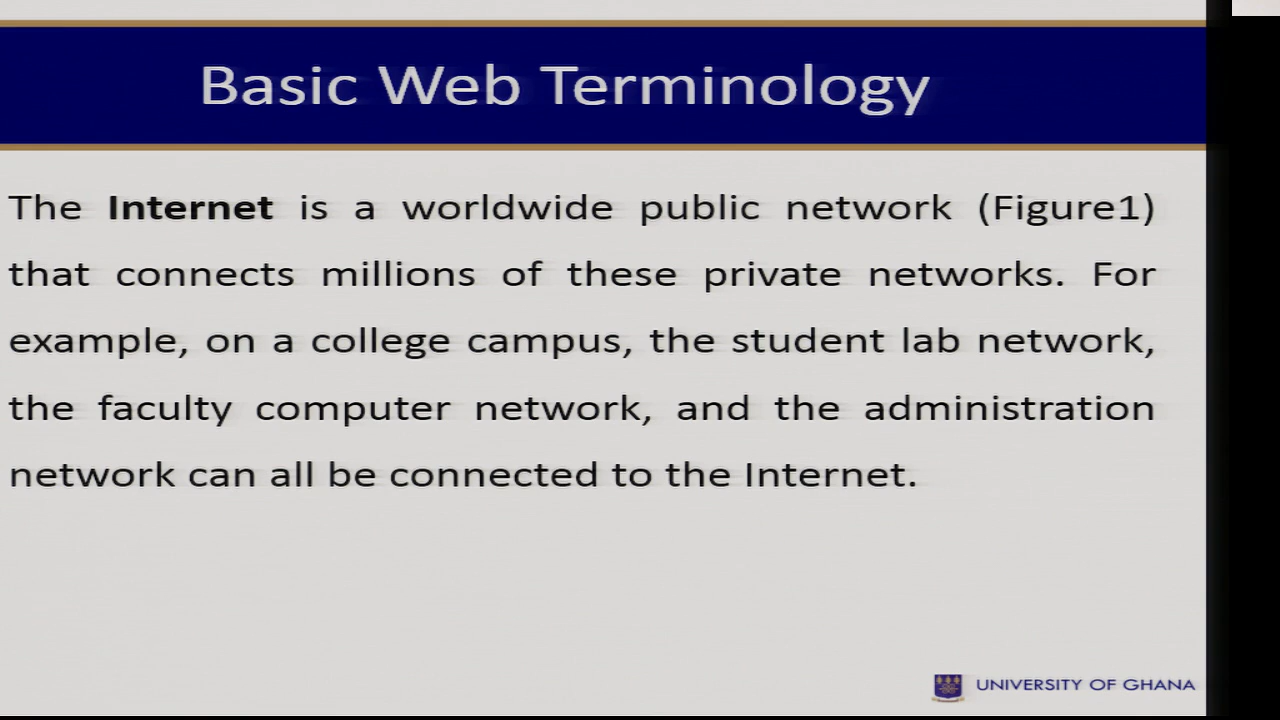 Basic Web Terminology
The Internet is a worldwide public network (Figure1)
that connects millions of these private networks. For
example, on a college campus, the student lab network,
the faculty computer network, and the administration
network can all be connected to the Internet.
UNIVERSITY OF GHANA